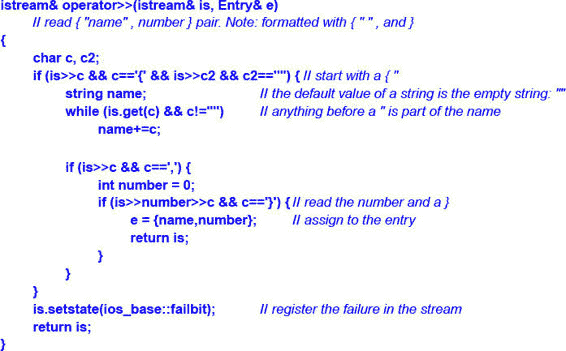 istream& operator>>(istream& is, Entry& e)
// read { "name" , number } pair. Note: formatted with { " " , and }
{
char c, c2;
if (is>>c && c=='{' && is>>c2 && c2=='"') { // start with a { "
string name; // the default value of a string is the empty string: ""
while (is.get(c) && c!='"') // anything before a " is part of the name
name+=c;
if (is>>c && c==',') {
int number = 0;
if (is>>number>>c && c=='}') { // read the number and a }
e = {name,number}; // assign to the entry
return is;
}
}
}
is.setstate(ios_base::failbit); // register the failure in the stream
return is;
}